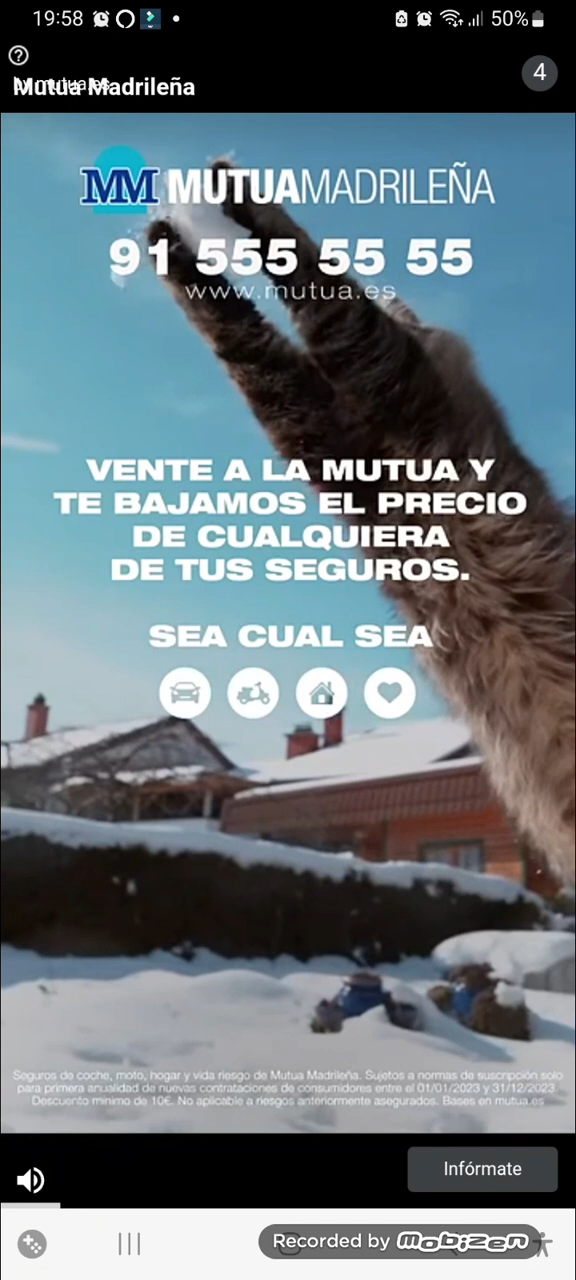 19:58
50%
4
Mutua Madrileña
MM MUTUAMADRILEÑA
91 555 55 55
www.mutua.es
VENTE A LA MUTUA Y
TE BAJAMOS EL PRECIO
DE CUALQUIERA
DE TUS SEGUROS.
SEA CUAL SEA
Seguros de coche, moto, hogar y vida riesgo de Mutua Madrileña. Sujetos a normas de suscripción solo
para primera anualidad de nuevas contrataciones de consumidores entre el 01/01/2023 y 31/12/2023.
Descuento mínimo de 10€. No aplicable a riesgos anteriormente asegurados. Bases en mutua.es
Infórmate
Recorded by mobizen